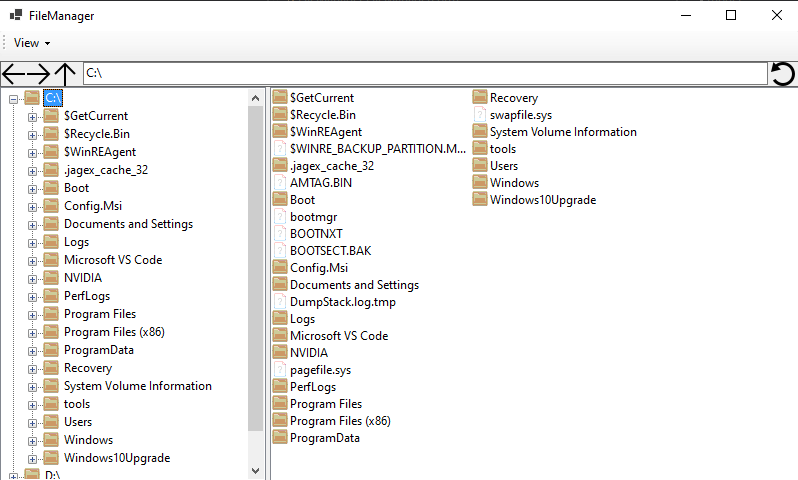 FileManager
View
C:\
C:\
$GetCurrent
$Recycle.Bin
$WinREAgent
.jagex_cache_32
Boot
Config.Msi
Documents and Settings
Logs
Microsoft VS Code
NVIDIA
PerfLogs
Program Files
Program Files (x86)
ProgramData
Recovery
System Volume Information
tools
Users
Windows
Windows10Upgrade
D:\
$GetCurrent
$Recycle.Bin
$WinREAgent
$WINRE_BACKUP_PARTITION.M...
.jagex_cache_32
AMTAG.BIN
Boot
bootmgr
BOOTNXT
BOOTSECT.BAK
Config.Msi
Documents and Settings
DumpStack.log.tmp
Logs
Microsoft VS Code
NVIDIA
pagefile.sys
PerfLogs
Program Files
Program Files (x86)
ProgramData
Recovery
swapfile.sys
System Volume Information
tools
Users
Windows
Windows10Upgrade